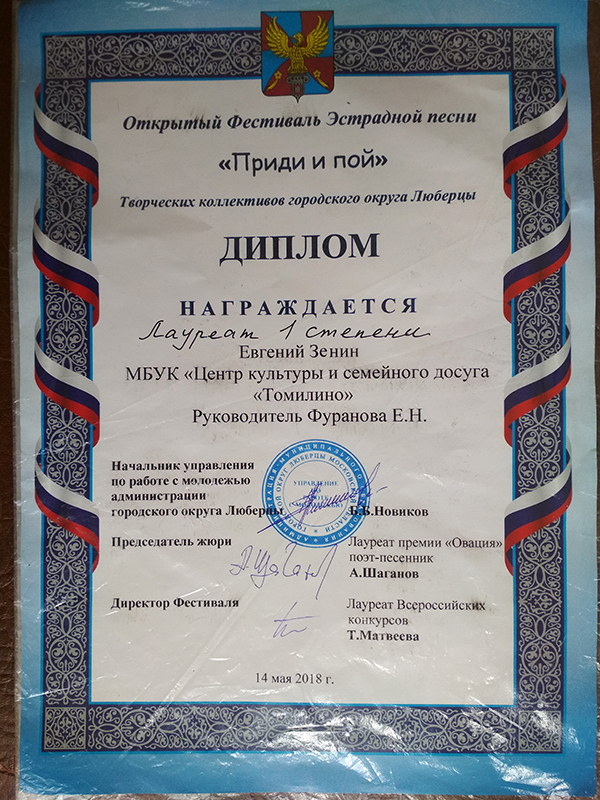 Открытый Фестиваль Эстрадной песни
«Приди и пой»
Творческих коллективов городского округа Люберцы
ДИПЛОМ
НАГРАЖДАЕТСЯ
Лауреат 1 степени
Евгений Зенин
МБУК «Центр культуры и семейного досуга
«Томилино»
Руководитель Фуранова Е.Н.
Начальник управления
по работе с молодежью
администрации
городского округа Люберцы
Б.Б.Новиков
Председатель жюри
Лауреат премии «Овация»
поэт-песенник
А.Шаганов
Директор Фестиваля
Лауреат Всероссийских
конкурсов
Т.Матвеева
14 мая 2018 г.